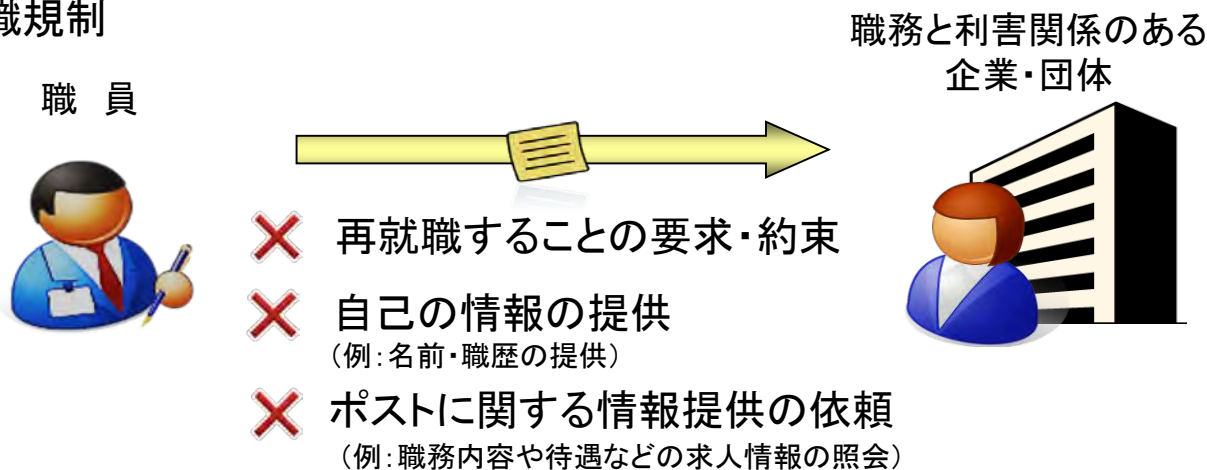 職規制
職務と利害関係のある
企業・団体
職 員
再就職することの要求・約束
自己の情報の提供
（例：名前・職歴の提供）
ポストに関する情報提供の依頼
（例：職務内容や待遇などの求人情報の照会）